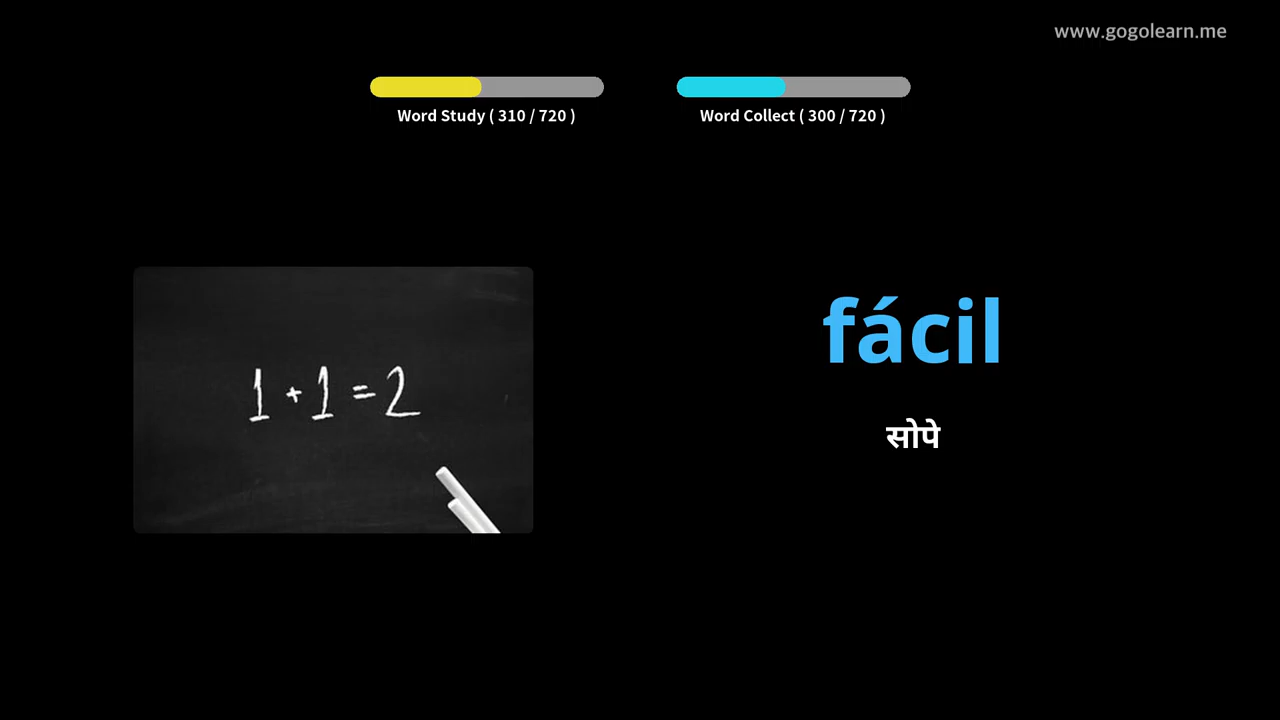 www.gogolearn.me
Word Study ( 310 / 720 )
Word Collect ( 300 / 720 )
1 + 1 = 2
fácil
सोपे